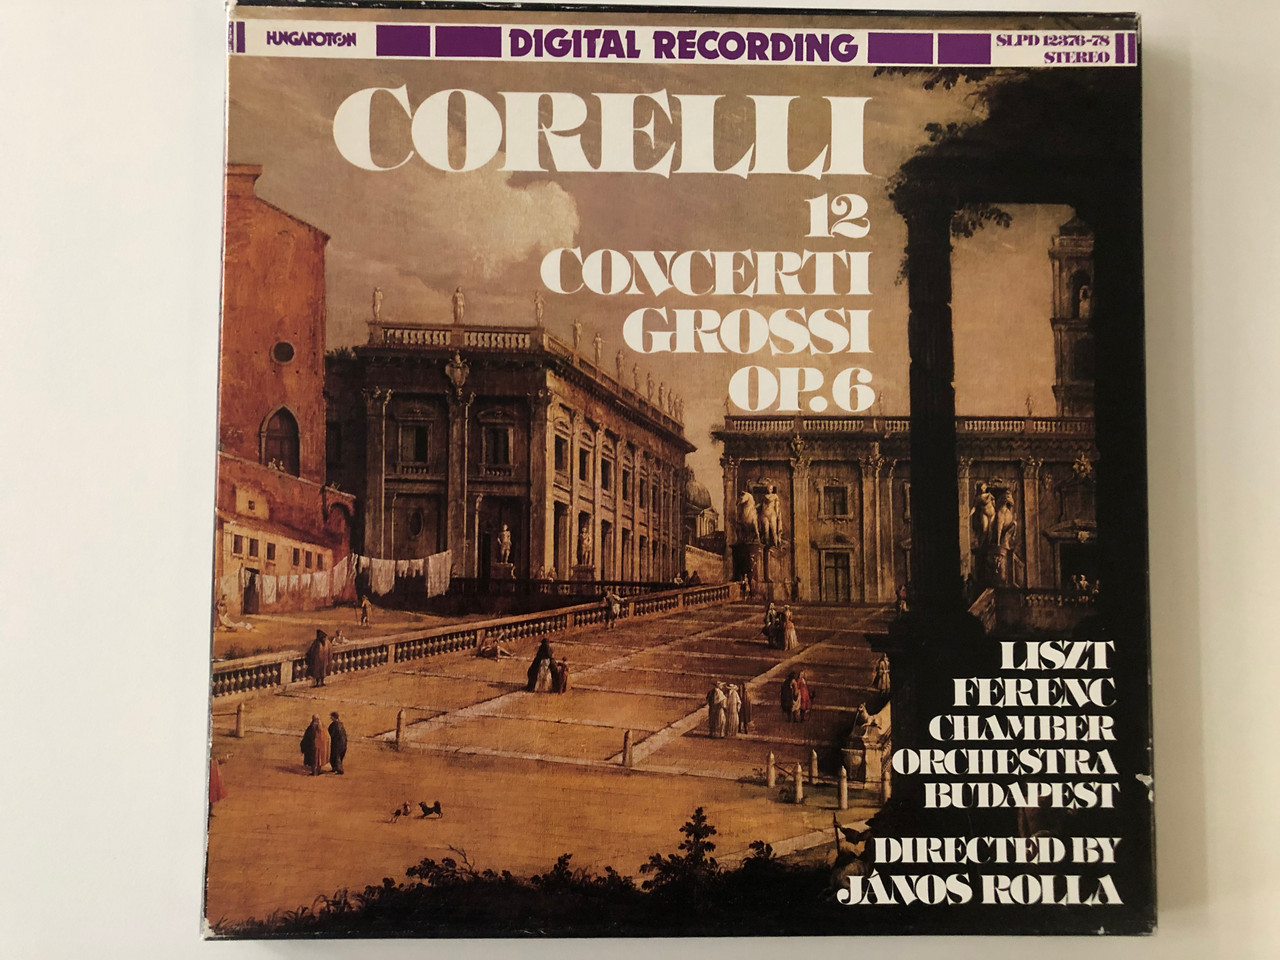 HUNGAROTON
DIGITAL RECORDING
SLPD 12376-78
STEREO
CORELLI
12
CONCERTI
GROSSI
OP.6
LISZT
FERENC
CHAMBER
ORCHESTRA
BUDAPEST
DIRECTED BY
JÁNOS ROLLA